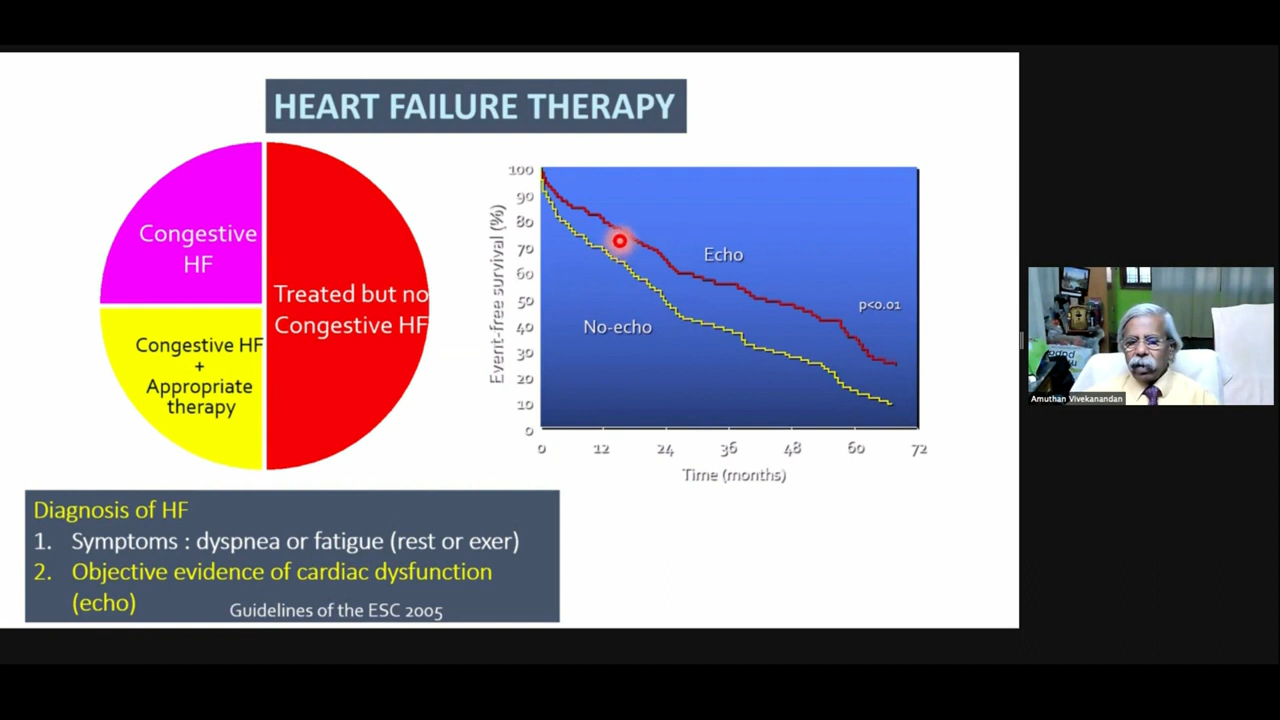 HEART FAILURE THERAPY
Congestive
HF
Treated but no
Congestive HF
Congestive HF
+
Appropriate
therapy
Event-free survival (%)
100
90
80
70
60
50
40
30
20
10
0
Echo
No-echo
p<0.01
0 12 24 36 48 60 72
Time (months)
Diagnosis of HF
1. Symptoms : dyspnea or fatigue (rest or exer)
2. Objective evidence of cardiac dysfunction
(echo)
Guidelines of the ESC 2005
Amuthan Vivekanandan